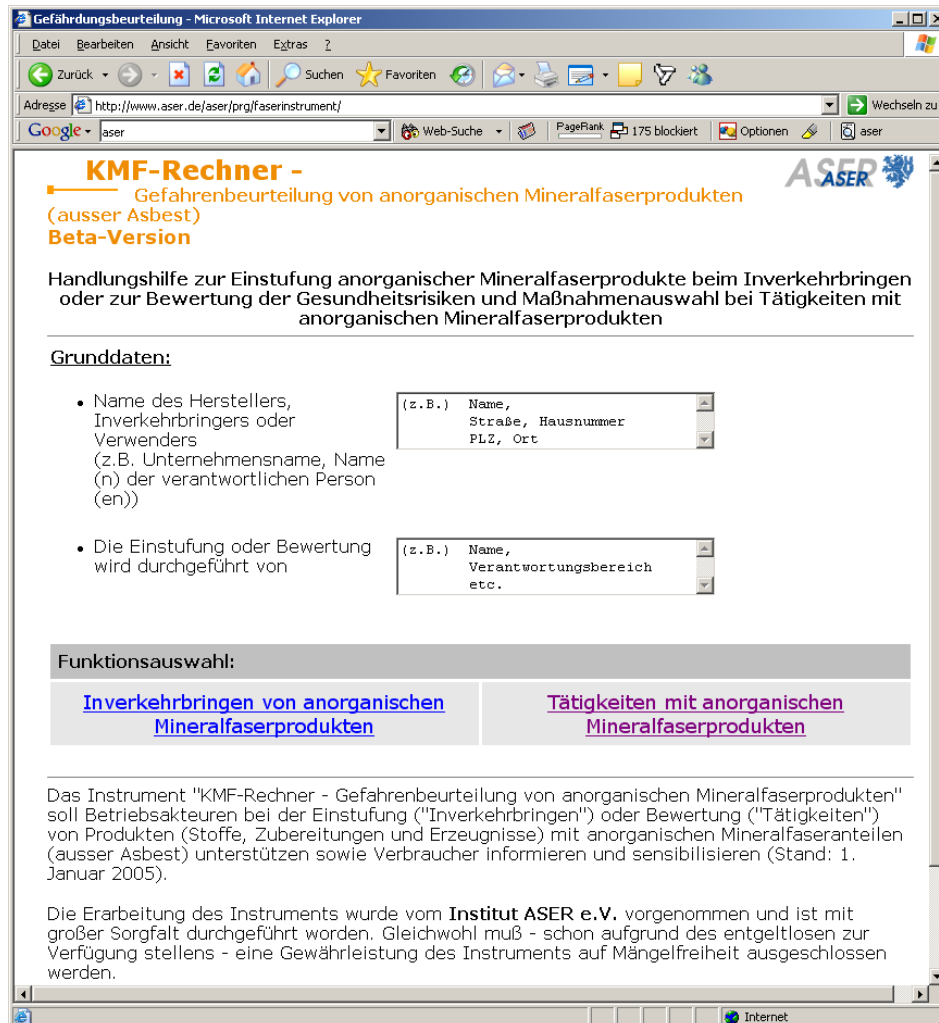 Gefährdungsbeurteilung - Microsoft Internet Explorer
Datei Bearbeiten Ansicht Favoriten Extras ?
Zurück Suchen Favoriten
Adresse http://www.aser.de/aser/prg/faserinstrument/ Wechseln zu
Google aser Web-Suche PageRank 175 blockiert Optionen aser
KMF-Rechner -
Gefahrenbeurteilung von anorganischen Mineralfaserprodukten
(ausser Asbest)
Beta-Version
ASER
ASER
Handlungshilfe zur Einstufung anorganischer Mineralfaserprodukte beim Inverkehrbringen
oder zur Bewertung der Gesundheitsrisiken und Maßnahmenauswahl bei Tätigkeiten mit
anorganischen Mineralfaserprodukten
Grunddaten:
• Name des Herstellers,
Inverkehrbringers oder
Verwenders
(z.B. Unternehmensname, Name
(n) der verantwortlichen Person
(en))
(z.B.) Name,
Straße, Hausnummer
PLZ, Ort
• Die Einstufung oder Bewertung
wird durchgeführt von
(z.B.) Name,
Verantwortungsbereich
etc.
Funktionsauswahl:
Inverkehrbringen von anorganischen
Mineralfaserprodukten
Tätigkeiten mit anorganischen
Mineralfaserprodukten
Das Instrument "KMF-Rechner - Gefahrenbeurteilung von anorganischen Mineralfaserprodukten"
soll Betriebsakteuren bei der Einstufung ("Inverkehrbringen") oder Bewertung ("Tätigkeiten")
von Produkten (Stoffe, Zubereitungen und Erzeugnisse) mit anorganischen Mineralfaseranteilen
(ausser Asbest) unterstützen sowie Verbraucher informieren und sensibilisieren (Stand: 1.
Januar 2005).
Die Erarbeitung des Instruments wurde vom Institut ASER e.V. vorgenommen und ist mit
großer Sorgfalt durchgeführt worden. Gleichwohl muß - schon aufgrund des entgeltlosen zur
Verfügung stellens - eine Gewährleistung des Instruments auf Mängelfreiheit ausgeschlossen
werden.
Internet